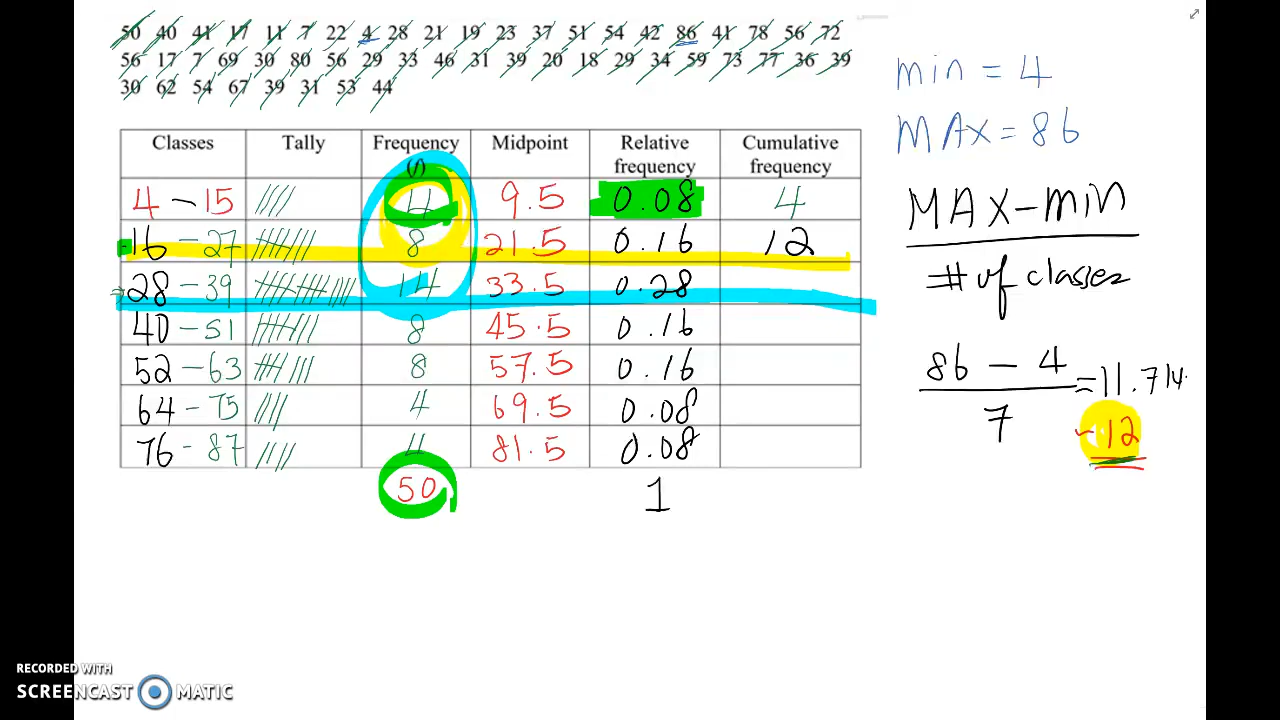 50 40 41 17 11 7 22 4 28 21 19 23 37 51 54 42 86 41 78 56 72
56 17 7 69 30 80 56 29 33 46 31 39 20 18 29 34 59 73 77 36 39
30 62 54 67 39 31 53 44
min = 4
MAX = 86
MAX - min
# of classes
86 - 4
7
= 11.714
~12
Classes Tally Frequency (f) Midpoint Relative frequency Cumulative frequency
4 - 15 //// 4 9.5 0.08 4
16 - 27 8 21.5 0.16 12
28 - 39 14 33.5 0.28
40 - 51 8 45.5 0.16
52 - 63 8 57.5 0.16
64 - 75 //// 4 69.5 0.08
76 - 87 //// 4 81.5 0.08
50 1
RECORDED WITH
SCREENCAST MATIC